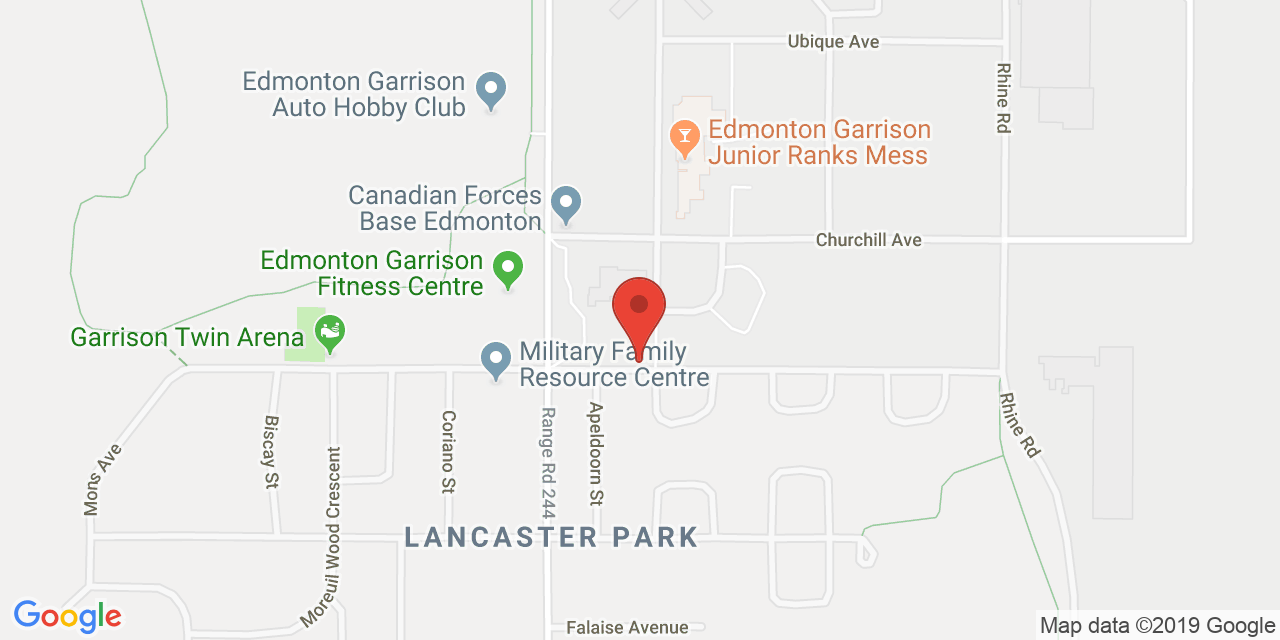 Ubique Ave
Edmonton Garrison
Auto Hobby Club
Rhine Rd
Edmonton Garrison
Junior Ranks Mess
Canadian Forces
Base Edmonton
Churchill Ave
Edmonton Garrison
Fitness Centre
Garrison Twin Arena
Military Family
Resource Centre
Mons Ave
Biscay St
Moreuil Wood Crescent
Coriano St
Range Rd 244
Apeldoorn St
Rhine Rd
LANCASTER PARK
Google
Falaise Avenue
Map data ©2019 Google